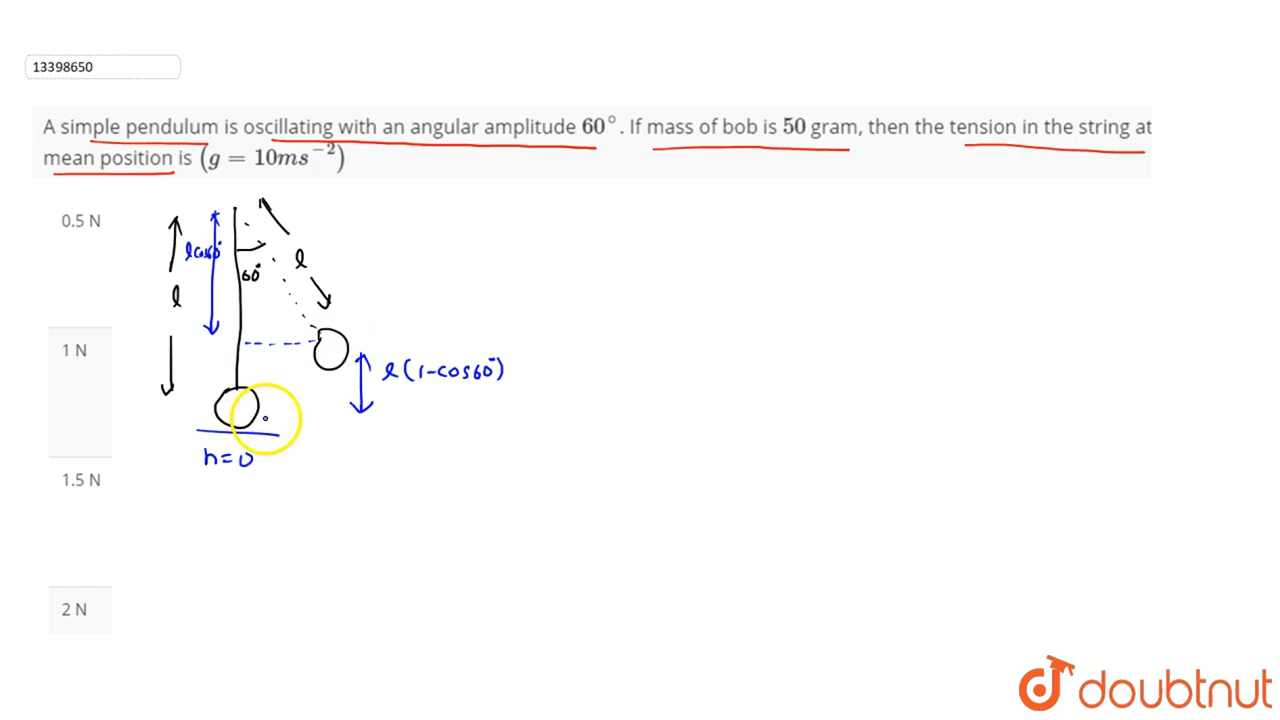 13398650
A simple pendulum is oscillating with an angular amplitude 60°. If mass of bob is 50 gram, then the tension in the string at
mean position is (g = 10ms⁻²)
0.5 N
lcos60°
60°
l
l
1 N
l(1-cos60°)
h=0
1.5 N
2 N
doubtnut